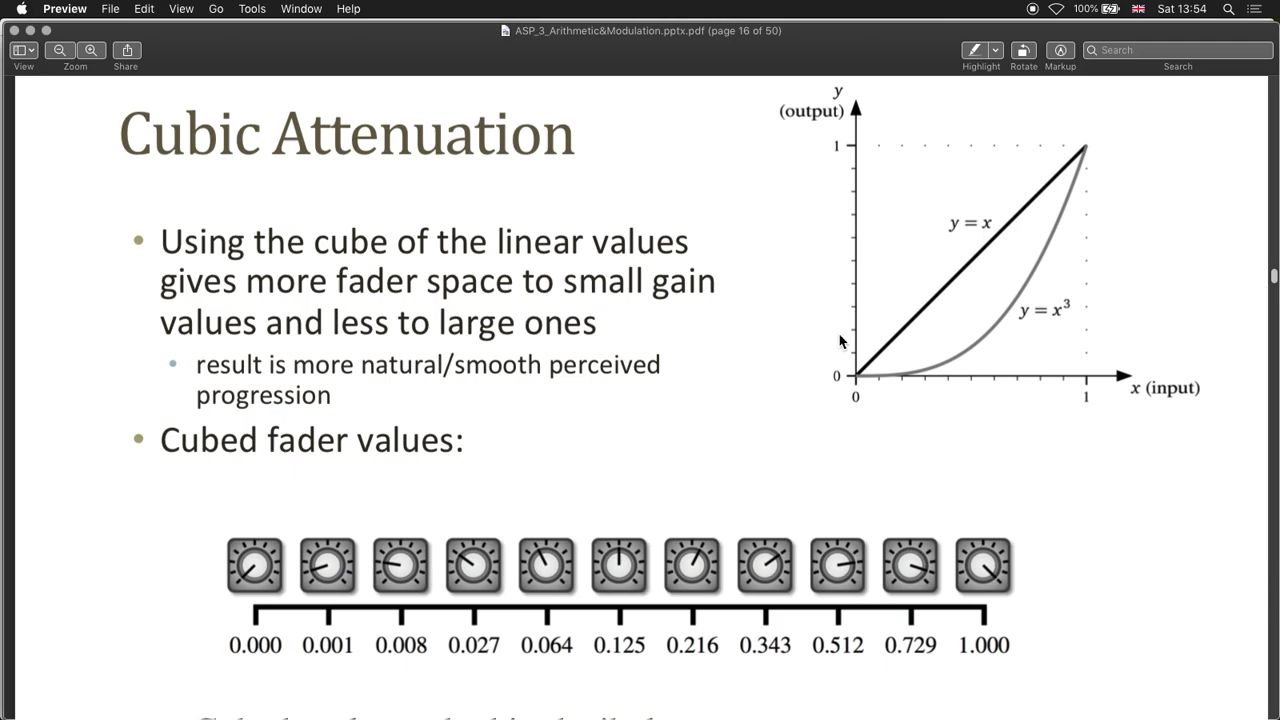 Preview File Edit View Go Tools Window Help 100% Sat 13:54
ASP_3_Arithmetic&Modulation.pptx.pdf (page 16 of 50)
Search
View Zoom Share Highlight Rotate Markup Search
Cubic Attenuation
• Using the cube of the linear values
gives more fader space to small gain
values and less to large ones
• result is more natural/smooth perceived
progression
• Cubed fader values:
y
(output)
1
y = x
y = x³
0
0 1
x (input)
0.000 0.001 0.008 0.027 0.064 0.125 0.216 0.343 0.512 0.729 1.000